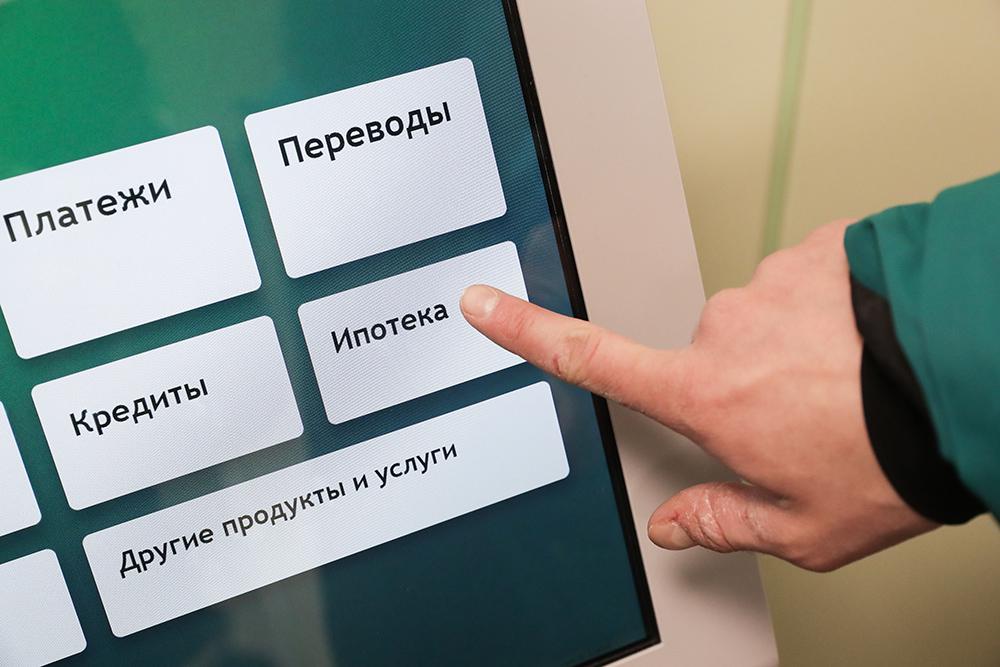 Платежи
Переводы
Кредиты
Ипотека
Другие продукты и услуги